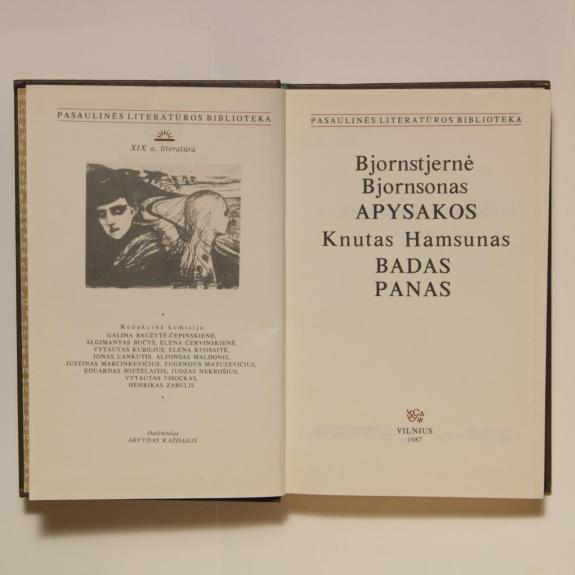 PASAULINĖS LITERATŪROS BIBLIOTEKA
XIX a. literatūra
Redakcinė komisija
GALINA BAUŽYTĖ-ČEPINSKIENĖ,
ALGIMANTAS BUČYS, ELENA ČERVINSKIENĖ,
VYTAUTAS KUBILIUS, ELENA KUOSAITĖ,
JONAS LANKUTIS, ALFONSAS MALDONIS,
JUSTINAS MARCINKEVIČIUS, EUGENIJUS MATUZEVIČIUS,
EDUARDAS MIEŽELAITIS, JUOZAS NEKROŠIUS,
VYTAUTAS VISOCKAS,
HENRIKAS ZABULIS
Dailininkas
ARVYDAS KAŽDAILIS
PASAULINĖS LITERATŪROS BIBLIOTEKA
Bjornstjernė
Bjornsonas
APYSAKOS
Knutas Hamsunas
BADAS
PANAS
VILNIUS
1987